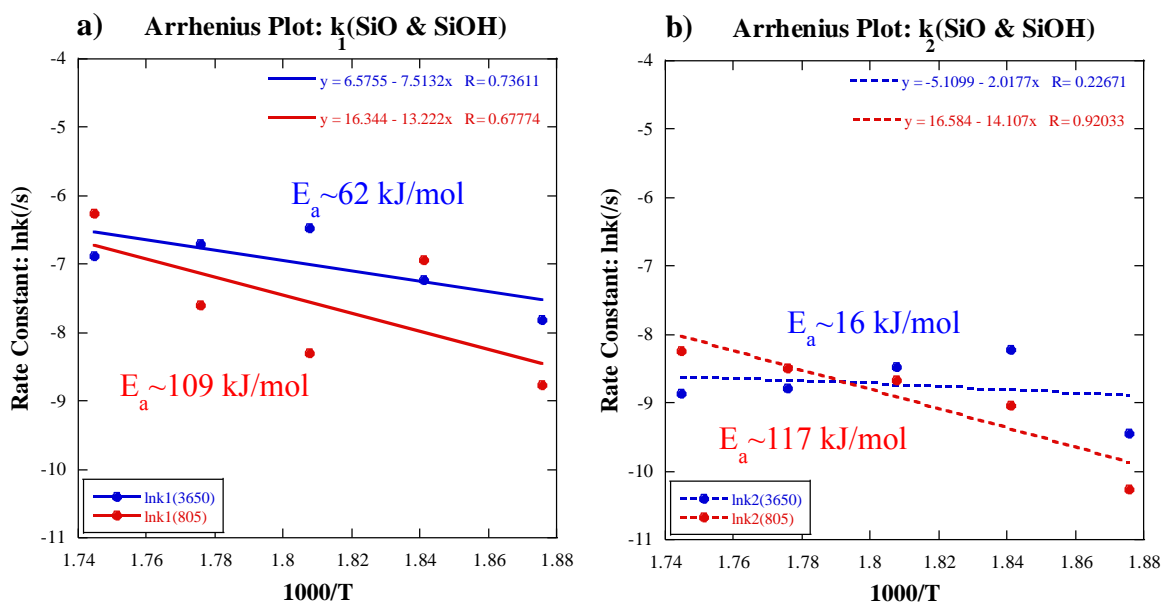 a) Arrhenius Plot: k1(SiO & SiOH)
y = 6.5755 - 7.5132x R= 0.73611
y = 16.344 - 13.222x R= 0.67774
Ea~62 kJ/mol
Ea~109 kJ/mol
lnk1(3650)
lnk1(805)
Rate Constant: lnk(/s)
-4
-5
-6
-7
-8
-9
-10
-11
1.74 1.76 1.78 1.8 1.82 1.84 1.86 1.88
1000/T
b) Arrhenius Plot: k2(SiO & SiOH)
y = -5.1099 - 2.0177x R= 0.22671
y = 16.584 - 14.107x R= 0.92033
Ea~16 kJ/mol
Ea~117 kJ/mol
lnk2(3650)
lnk2(805)
Rate Constant: lnk(/s)
-4
-5
-6
-7
-8
-9
-10
-11
1.74 1.76 1.78 1.8 1.82 1.84 1.86 1.88
1000/T